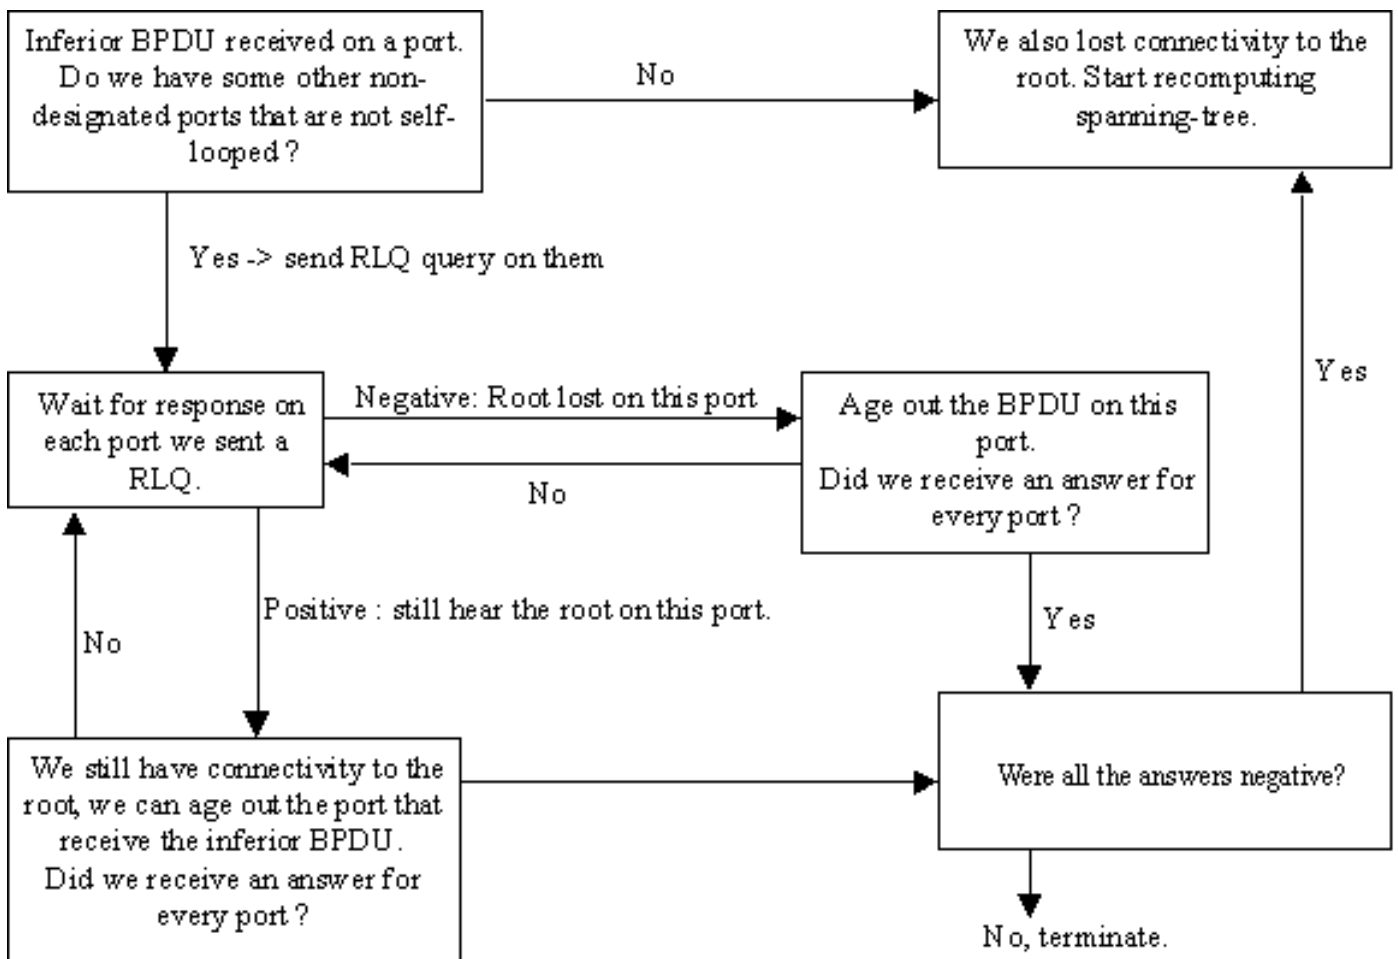 Inferior BPDU received on a port.
Do we have some other non-
designated ports that are not self-
looped ?
No
We also lost connectivity to the
root. Start recomputing
spanning-tree.
Yes -> send RLQ query on them
Yes
Wait for response on
each port we sent a
RLQ.
Negative: Root lost on this port
No
Age out the BPDU on this
port.
Did we receive an answer for
every port ?
Positive : still hear the root on this port.
No
Yes
We still have connectivity to the
root, we can age out the port that
receive the inferior BPDU.
Did we receive an answer for
every port ?
Were all the answers negative?
No, terminate.